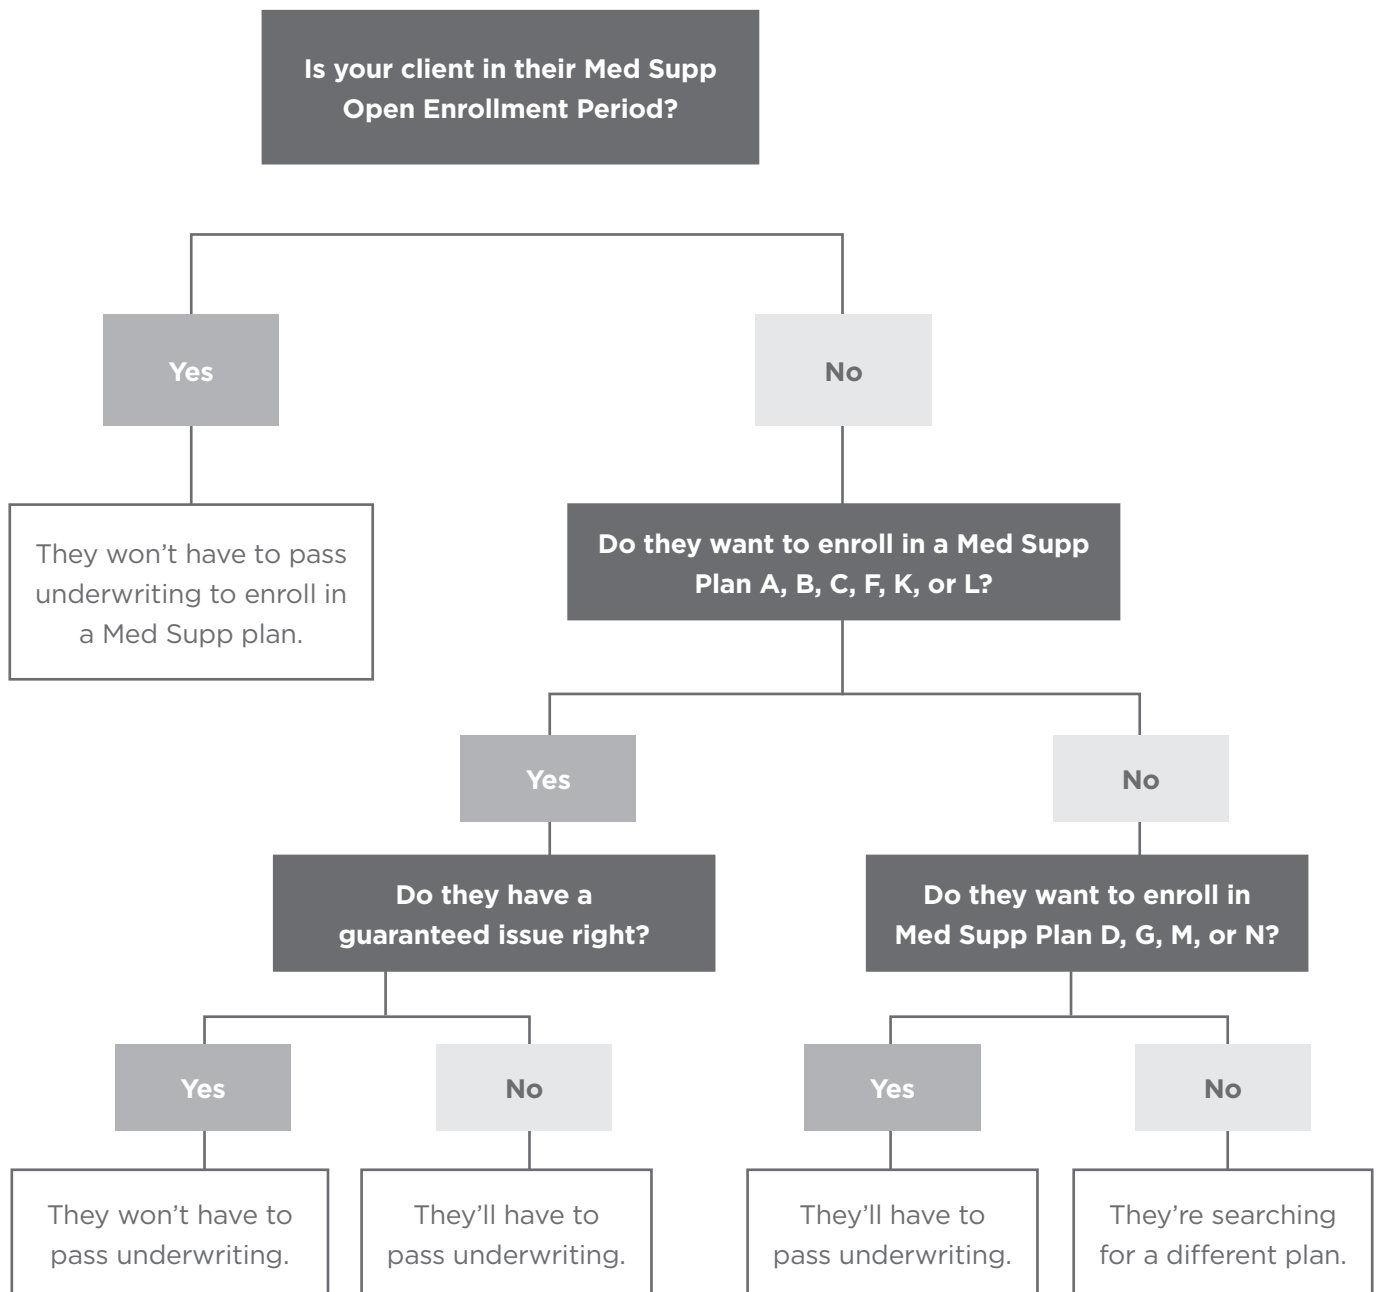 Is your client in their Med Supp
Open Enrollment Period?
Yes
No
They won’t have to pass
underwriting to enroll in
a Med Supp plan.
Do they want to enroll in a Med Supp
Plan A, B, C, F, K, or L?
Yes
No
Do they have a
guaranteed issue right?
Do they want to enroll in
Med Supp Plan D, G, M, or N?
Yes
No
Yes
No
They won’t have to
pass underwriting.
They’ll have to
pass underwriting.
They’ll have to
pass underwriting.
They’re searching
for a different plan.